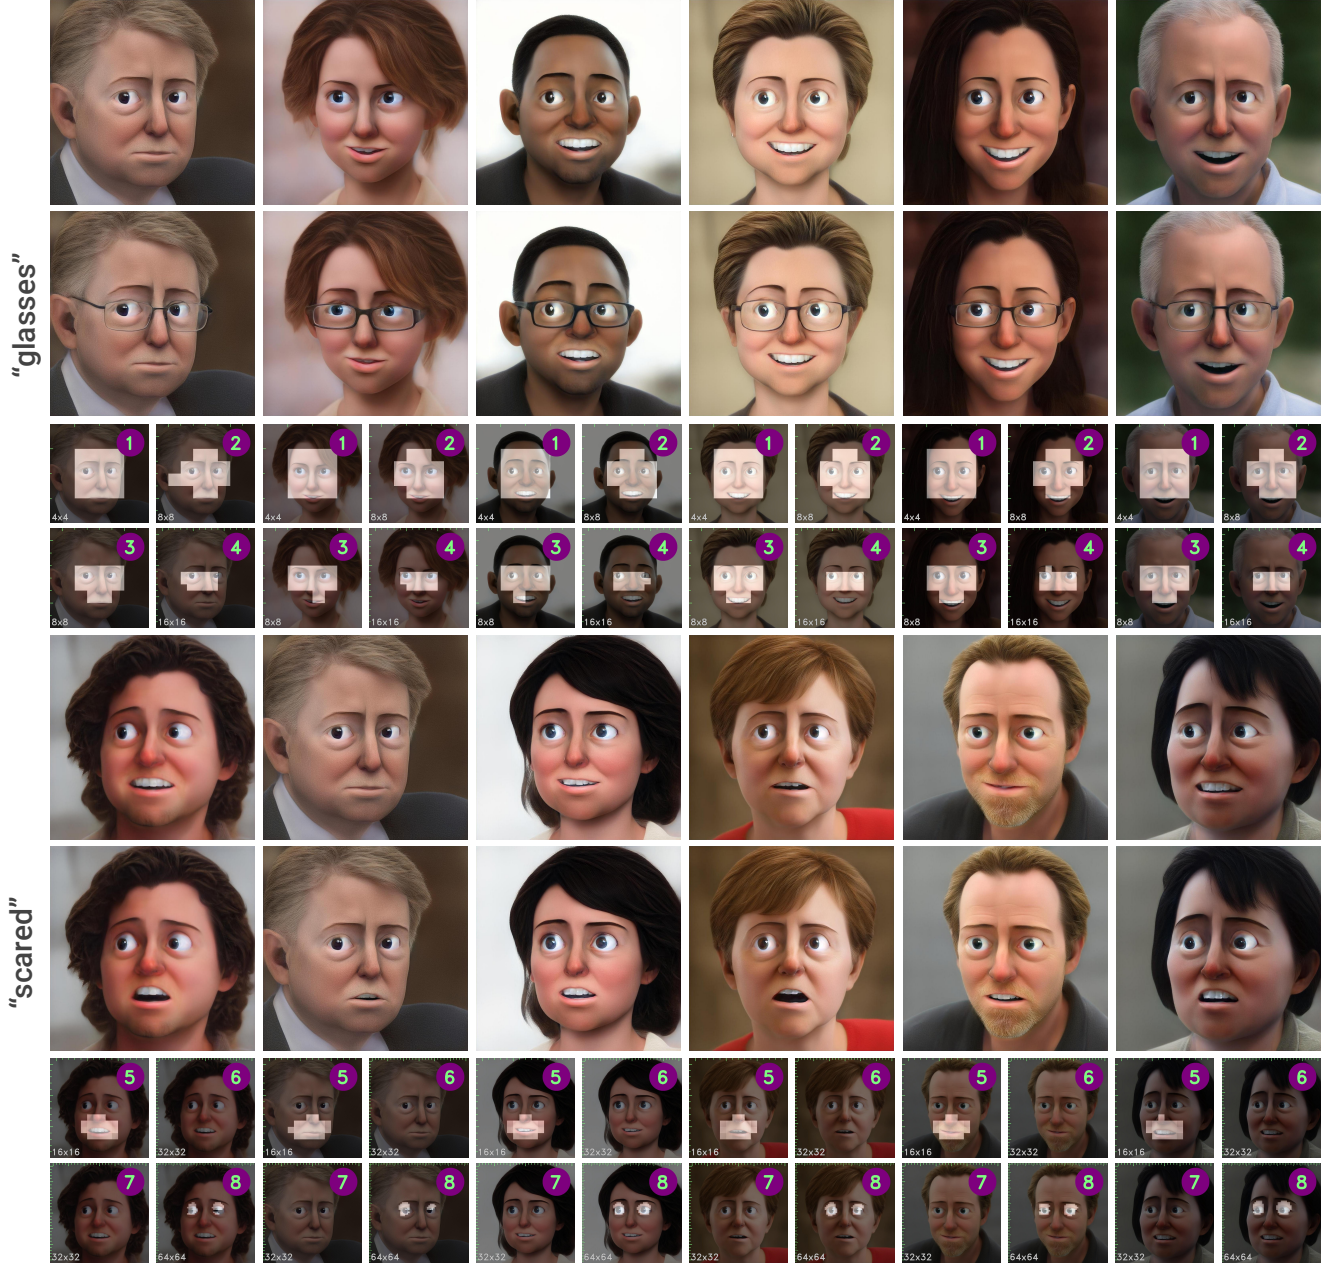 “glasses”
1 2 1 2 1 2 1 2 1 2 1 2
4x4 8x8 4x4 8x8 4x4 8x8 4x4 8x8 4x4 8x8 4x4 8x8
3 4 3 4 3 4 3 4 3 4 3 4
8x8 16x16 8x8 16x16 8x8 16x16 8x8 16x16 8x8 16x16 8x8 16x16
“scared”
5 6 5 6 5 6 5 6 5 6 5 6
16x16 32x32 16x16 32x32 16x16 32x32 16x16 32x32 16x16 32x32 16x16 32x32
7 8 7 8 7 8 7 8 7 8 7 8
32x32 64x64 32x32 64x64 32x32 64x64 32x32 64x64 32x32 64x64 32x32 64x64